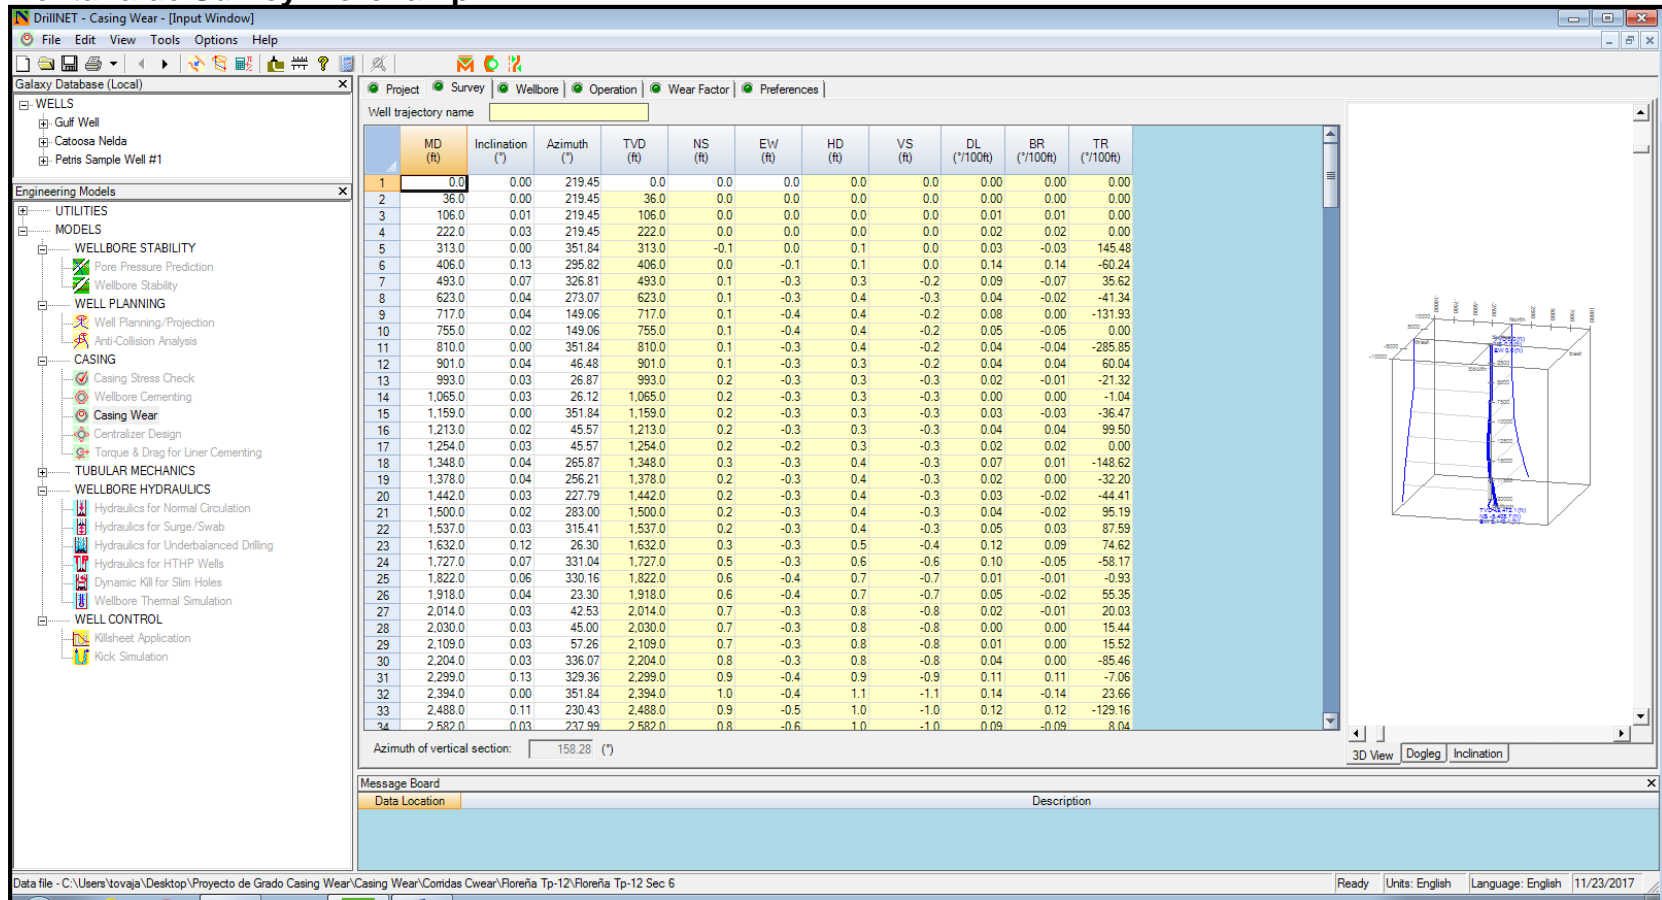 DrillNET - Casing Wear - [Input Window]
File Edit View Tools Options Help
Galaxy Database (Local)
WELLS
Gulf Well
Catoosa Nelda
Petris Sample Well #1
Engineering Models
UTILITIES
MODELS
WELLBORE STABILITY
Pore Pressure Prediction
Wellbore Stability
WELL PLANNING
Well Planning/Projection
Anti-Collision Analysis
CASING
Casing Stress Check
Wellbore Cementing
Casing Wear
Centralizer Design
Torque & Drag for Liner Cementing
TUBULAR MECHANICS
WELLBORE HYDRAULICS
Hydraulics for Normal Circulation
Hydraulics for Surge/Swab
Hydraulics for Underbalanced Drilling
Hydraulics for HTHP Wells
Dynamic Kill for Slim Holes
Wellbore Thermal Simulation
WELL CONTROL
Killsheet Application
Kick Simulation
Project Survey Wellbore Operation Wear Factor Preferences
Well trajectory name
MD (ft) Inclination (°) Azimuth (°) TVD (ft) NS (ft) EW (ft) HD (ft) VS (ft) DL (°/100ft) BR (°/100ft) TR (°/100ft)
1 0.0 0.00 219.45 0.0 0.0 0.0 0.0 0.0 0.00 0.00 0.00
2 36.0 0.00 219.45 36.0 0.0 0.0 0.0 0.0 0.00 0.00 0.00
3 106.0 0.01 219.45 106.0 0.0 0.0 0.0 0.0 0.01 0.01 0.00
4 222.0 0.03 219.45 222.0 0.0 0.0 0.0 0.0 0.02 0.02 0.00
5 313.0 0.00 351.84 313.0 -0.1 0.0 0.1 0.0 0.03 -0.03 145.48
6 406.0 0.13 295.82 406.0 0.0 -0.1 0.1 0.0 0.14 0.14 -60.24
7 493.0 0.07 326.81 493.0 0.1 -0.3 0.3 -0.2 0.09 -0.07 35.62
8 623.0 0.04 273.07 623.0 0.1 -0.3 0.4 -0.3 0.04 -0.02 -41.34
9 717.0 0.04 149.06 717.0 0.1 -0.4 0.4 -0.2 0.08 0.00 -131.93
10 755.0 0.02 149.06 755.0 0.1 -0.4 0.4 -0.2 0.05 -0.05 0.00
11 810.0 0.00 351.84 810.0 0.1 -0.3 0.4 -0.2 0.04 -0.04 -285.85
12 901.0 0.04 46.48 901.0 0.1 -0.3 0.3 -0.2 0.04 0.04 60.04
13 993.0 0.03 26.87 993.0 0.2 -0.3 0.3 -0.3 0.02 -0.01 -21.32
14 1,065.0 0.03 26.12 1,065.0 0.2 -0.3 0.3 -0.3 0.00 0.00 -1.04
15 1,159.0 0.00 351.84 1,159.0 0.2 -0.3 0.3 -0.3 0.03 -0.03 -36.47
16 1,213.0 0.02 45.57 1,213.0 0.2 -0.3 0.3 -0.3 0.04 0.04 99.50
17 1,254.0 0.03 45.57 1,254.0 0.2 -0.2 0.3 -0.3 0.02 0.02 0.00
18 1,348.0 0.04 265.87 1,348.0 0.3 -0.3 0.4 -0.3 0.07 0.01 -148.62
19 1,378.0 0.04 256.21 1,378.0 0.2 -0.3 0.4 -0.3 0.02 0.00 -32.20
20 1,442.0 0.03 227.79 1,442.0 0.2 -0.3 0.4 -0.3 0.03 -0.02 -44.41
21 1,500.0 0.02 283.00 1,500.0 0.2 -0.3 0.4 -0.3 0.04 -0.02 95.19
22 1,537.0 0.03 315.41 1,537.0 0.2 -0.3 0.4 -0.3 0.05 0.03 87.59
23 1,632.0 0.12 26.30 1,632.0 0.3 -0.3 0.5 -0.4 0.12 0.09 74.62
24 1,727.0 0.07 331.04 1,727.0 0.5 -0.3 0.6 -0.6 0.10 -0.05 -58.17
25 1,822.0 0.06 330.16 1,822.0 0.6 -0.4 0.7 -0.7 0.01 -0.01 -0.93
26 1,918.0 0.04 23.30 1,918.0 0.6 -0.4 0.7 -0.7 0.05 -0.02 55.35
27 2,014.0 0.03 42.53 2,014.0 0.7 -0.3 0.8 -0.8 0.02 -0.01 20.03
28 2,030.0 0.03 45.00 2,030.0 0.7 -0.3 0.8 -0.8 0.00 0.00 15.44
29 2,109.0 0.03 57.26 2,109.0 0.7 -0.3 0.8 -0.8 0.01 0.00 15.52
30 2,204.0 0.03 336.07 2,204.0 0.8 -0.3 0.8 -0.8 0.04 0.00 -85.46
31 2,299.0 0.13 329.36 2,299.0 0.9 -0.4 0.9 -0.9 0.11 0.11 -7.06
32 2,394.0 0.00 351.84 2,394.0 1.0 -0.4 1.1 -1.1 0.14 -0.14 23.66
33 2,488.0 0.11 230.43 2,488.0 0.9 -0.5 1.0 -1.0 0.12 0.12 -129.16
34 2,582.0 0.03 237.99 2,582.0 0.8 -0.6 1.0 -1.0 0.09 -0.09 8.04
Azimuth of vertical section: 158.28 (°)
3D View Dogleg Inclination
Message Board
Data Location Description
Data file - C:\Users\tovaja\Desktop\Proyecto de Grado Casing Wear\Casing Wear\Corridas Cwear\Floreña Tp-12\Floreña Tp-12 Sec 6
Ready Units: English Language: English 11/23/2017